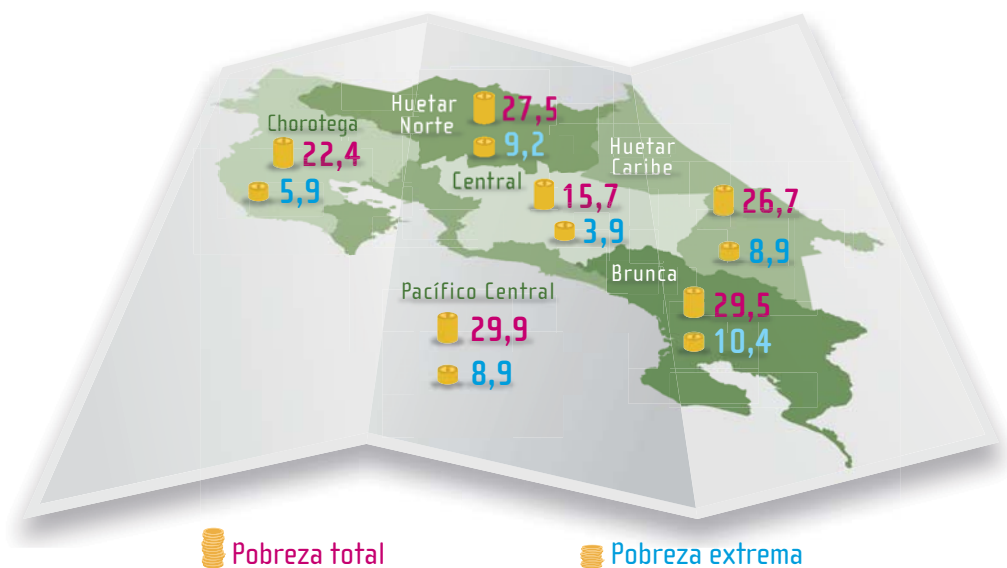 Chorotega
22,4
5,9
Huetar
Norte
27,5
9,2
Central
15,7
3,9
Huetar
Caribe
26,7
8,9
Pacífico Central
29,9
8,9
Brunca
29,5
10,4
Pobreza total
Pobreza extrema